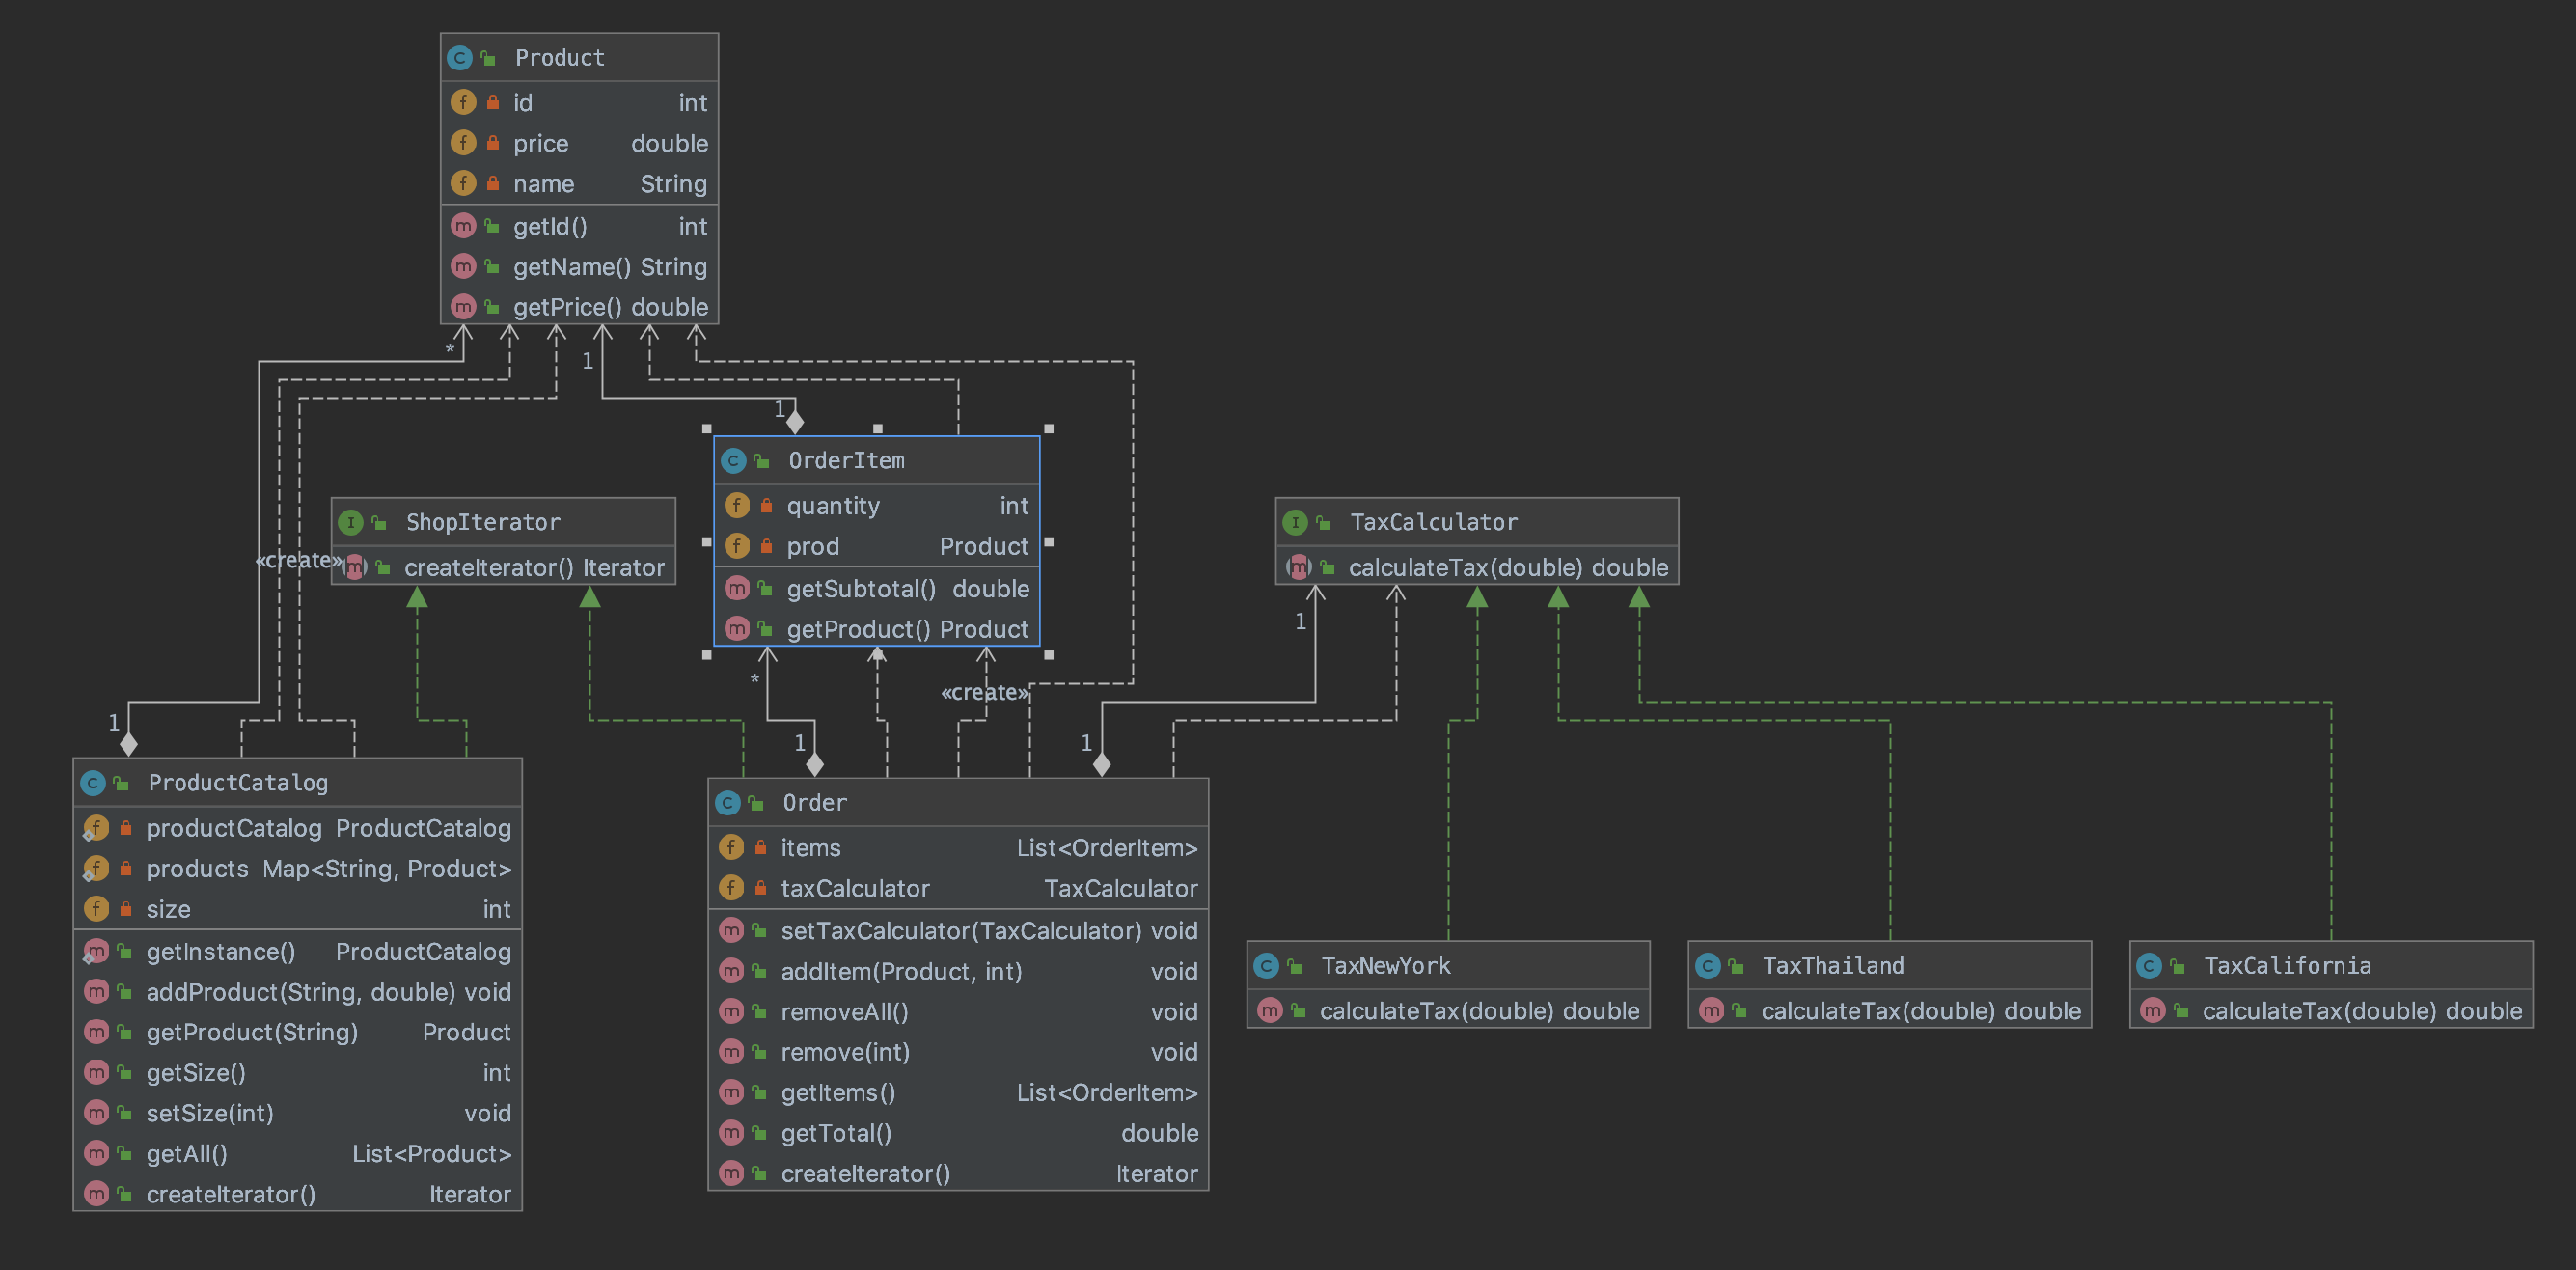 Product
id int
price double
name String
getId() int
getName() String
getPrice() double
*
1
1
OrderItem
quantity int
prod Product
getSubtotal() double
getProduct() Product
ShopIterator
createIterator() Iterator
«create»
TaxCalculator
calculateTax(double) double
1
*
«create»
1
1
1
ProductCatalog
productCatalog ProductCatalog
products Map<String, Product>
size int
getInstance() ProductCatalog
addProduct(String, double) void
getProduct(String) Product
getSize() int
setSize(int) void
getAll() List<Product>
createIterator() Iterator
Order
items List<OrderItem>
taxCalculator TaxCalculator
setTaxCalculator(TaxCalculator) void
addItem(Product, int) void
removeAll() void
remove(int) void
getItems() List<OrderItem>
getTotal() double
createIterator() Iterator
TaxNewYork
calculateTax(double) double
TaxThailand
calculateTax(double) double
TaxCalifornia
calculateTax(double) double